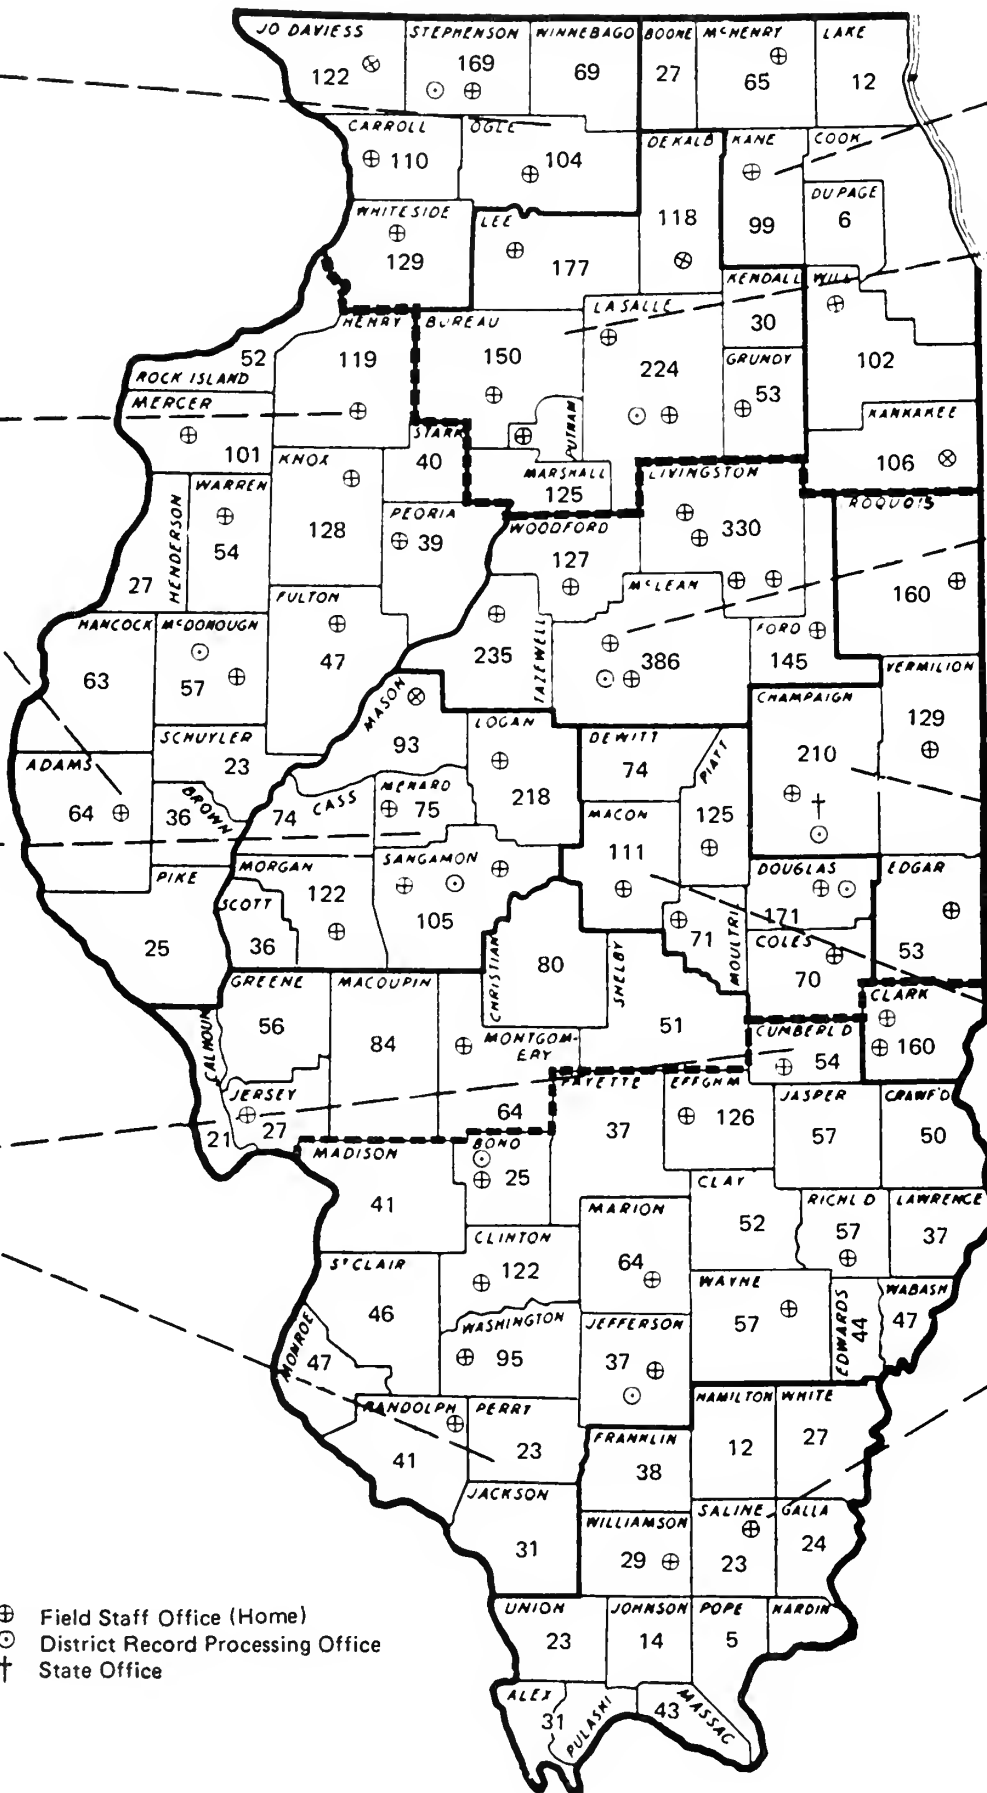 JO DAVIESS STEPHENSON WINNEBAGO BOONE McHENRY LAKE
122 169 69 27 65 12
CARROLL OGLE DEKALB KANE COOK
110 104 118 99
DU PAGE
6
WHITESIDE LEE
129 177
KENDALL WILL
30 102
HENRY BUREAU LASALLE
119 150 224
ROCK ISLAND
52
GRUNDY
53
MERCER
101
STARK
40
PUTNAM
KANKAKEE
106
KNOX
128
MARSHALL
125
LIVINGSTON
330
WARREN
54
HENDERSON
27
PEORIA
39
WOODFORD
127
IROQUOIS
160
FULTON
47
McLEAN
386
TAZEWELL
235
FORD
145
HANCOCK McDONOUGH
63 57
VERMILION
129
MASON
93
CHAMPAIGN
210
LOGAN
218
DEWITT
74
PIATT
125
SCHUYLER
23
ADAMS
64
BROWN
36
CASS
74
MENARD
75
MACON
111
SANGAMON
105
MORGAN
122
DOUGLAS
171
EDGAR
53
PIKE
25
SCOTT
36
CHRISTIAN
80
SHELBY
51
MOULTRIE
71
COLES
70
GREENE
56
MACOUPIN
84
MONTGOM-
ERY
64
CUMBERL'D
54
CLARK
160
CALHOUN
21
JERSEY
27
FAYETTE
37
EFFGHM
126
JASPER
57
CRAWF'D
50
MADISON
41
BOND
25
CLAY
52
RICHL'D
57
LAWRENCE
37
CLINTON
122
MARION
64
ST CLAIR
46
WAYNE
57
EDWARDS
44
WABASH
47
MONROE
47
WASHINGTON
95
JEFFERSON
37
RANDOLPH
41
PERRY
23
HAMILTON
12
WHITE
27
FRANKLIN
38
JACKSON
31
WILLIAMSON
29
SALINE
23
GALLA
24
UNION JOHNSON POPE HARDIN
23 14 5
ALEX
31
PULASKI
MASSAC
43
⊕ Field Staff Office (Home)
⊙ District Record Processing Office
† State Office